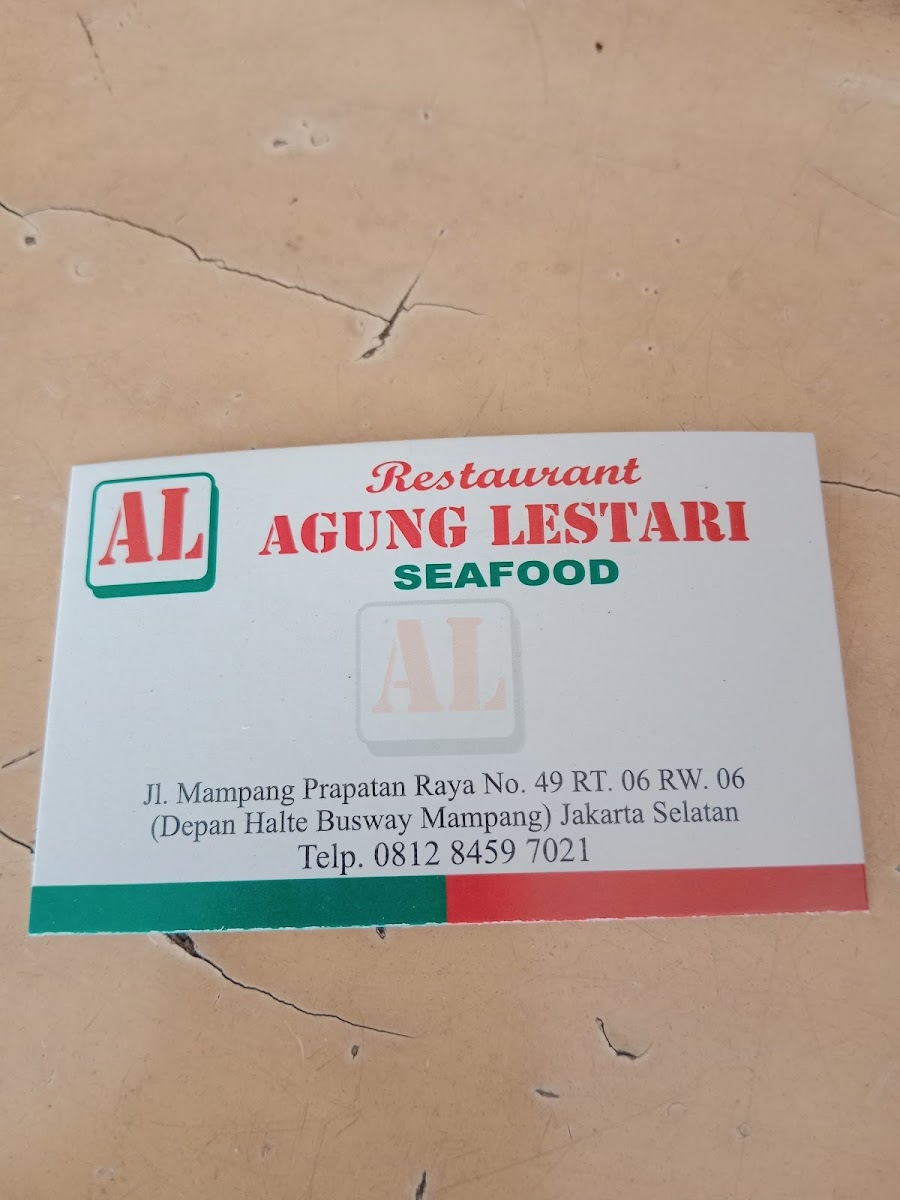 AL
Restaurant
AGUNG LESTARI
SEAFOOD
AL
Jl. Mampang Prapatan Raya No. 49 RT. 06 RW. 06
(Depan Halte Busway Mampang) Jakarta Selatan
Telp. 0812 8459 7021